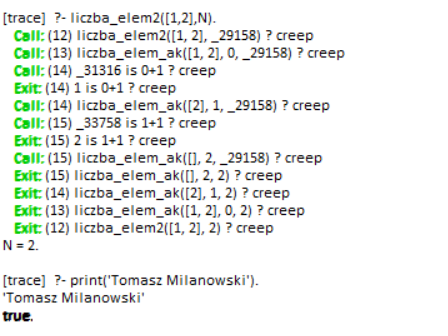 [trace]  ?- liczba_elem2([1,2],N).
Call: (12) liczba_elem2([1, 2], _29158) ? creep
Call: (13) liczba_elem_ak([1, 2], 0, _29158) ? creep
Call: (14) _31316 is 0+1 ? creep
Exit: (14) 1 is 0+1 ? creep
Call: (14) liczba_elem_ak([2], 1, _29158) ? creep
Call: (15) _33758 is 1+1 ? creep
Exit: (15) 2 is 1+1 ? creep
Call: (15) liczba_elem_ak([], 2, _29158) ? creep
Exit: (15) liczba_elem_ak([], 2, 2) ? creep
Exit: (14) liczba_elem_ak([2], 1, 2) ? creep
Exit: (13) liczba_elem_ak([1, 2], 0, 2) ? creep
Exit: (12) liczba_elem2([1, 2], 2) ? creep
N = 2.
[trace]  ?- print('Tomasz Milanowski').
'Tomasz Milanowski'
true.